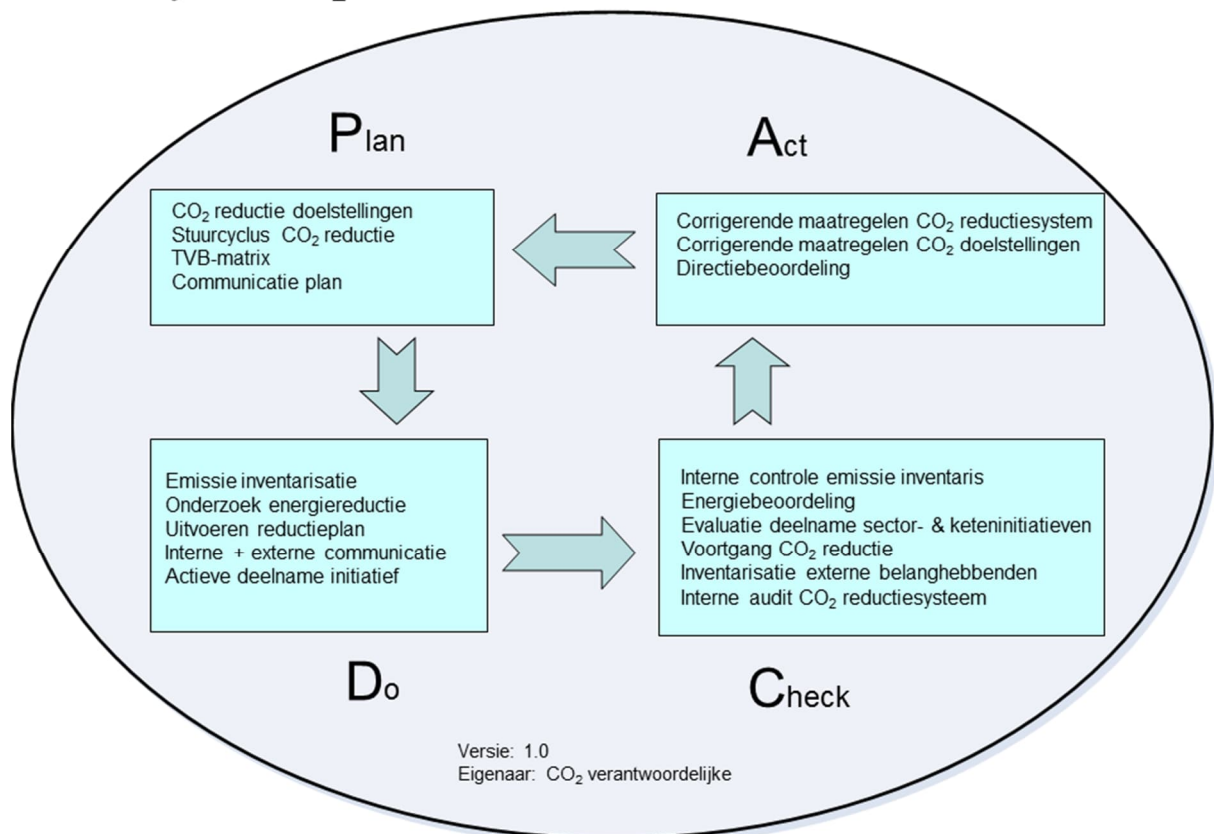 Plan
CO₂ reductie doelstellingen
Stuurcyclus CO₂ reductie
TVB-matrix
Communicatie plan
Act
Corrigerende maatregelen CO₂ reductiesystem
Corrigerende maatregelen CO₂ doelstellingen
Directiebeoordeling
Emissie inventarisatie
Onderzoek energiereductie
Uitvoeren reductieplan
Interne + externe communicatie
Actieve deelname initiatief
Do
Interne controle emissie inventaris
Energiebeoordeling
Evaluatie deelname sector- & keteninitiatieven
Voortgang CO₂ reductie
Inventarisatie externe belanghebbenden
Interne audit CO₂ reductiesysteem
Check
Versie: 1.0
Eigenaar: CO₂ verantwoordelijke